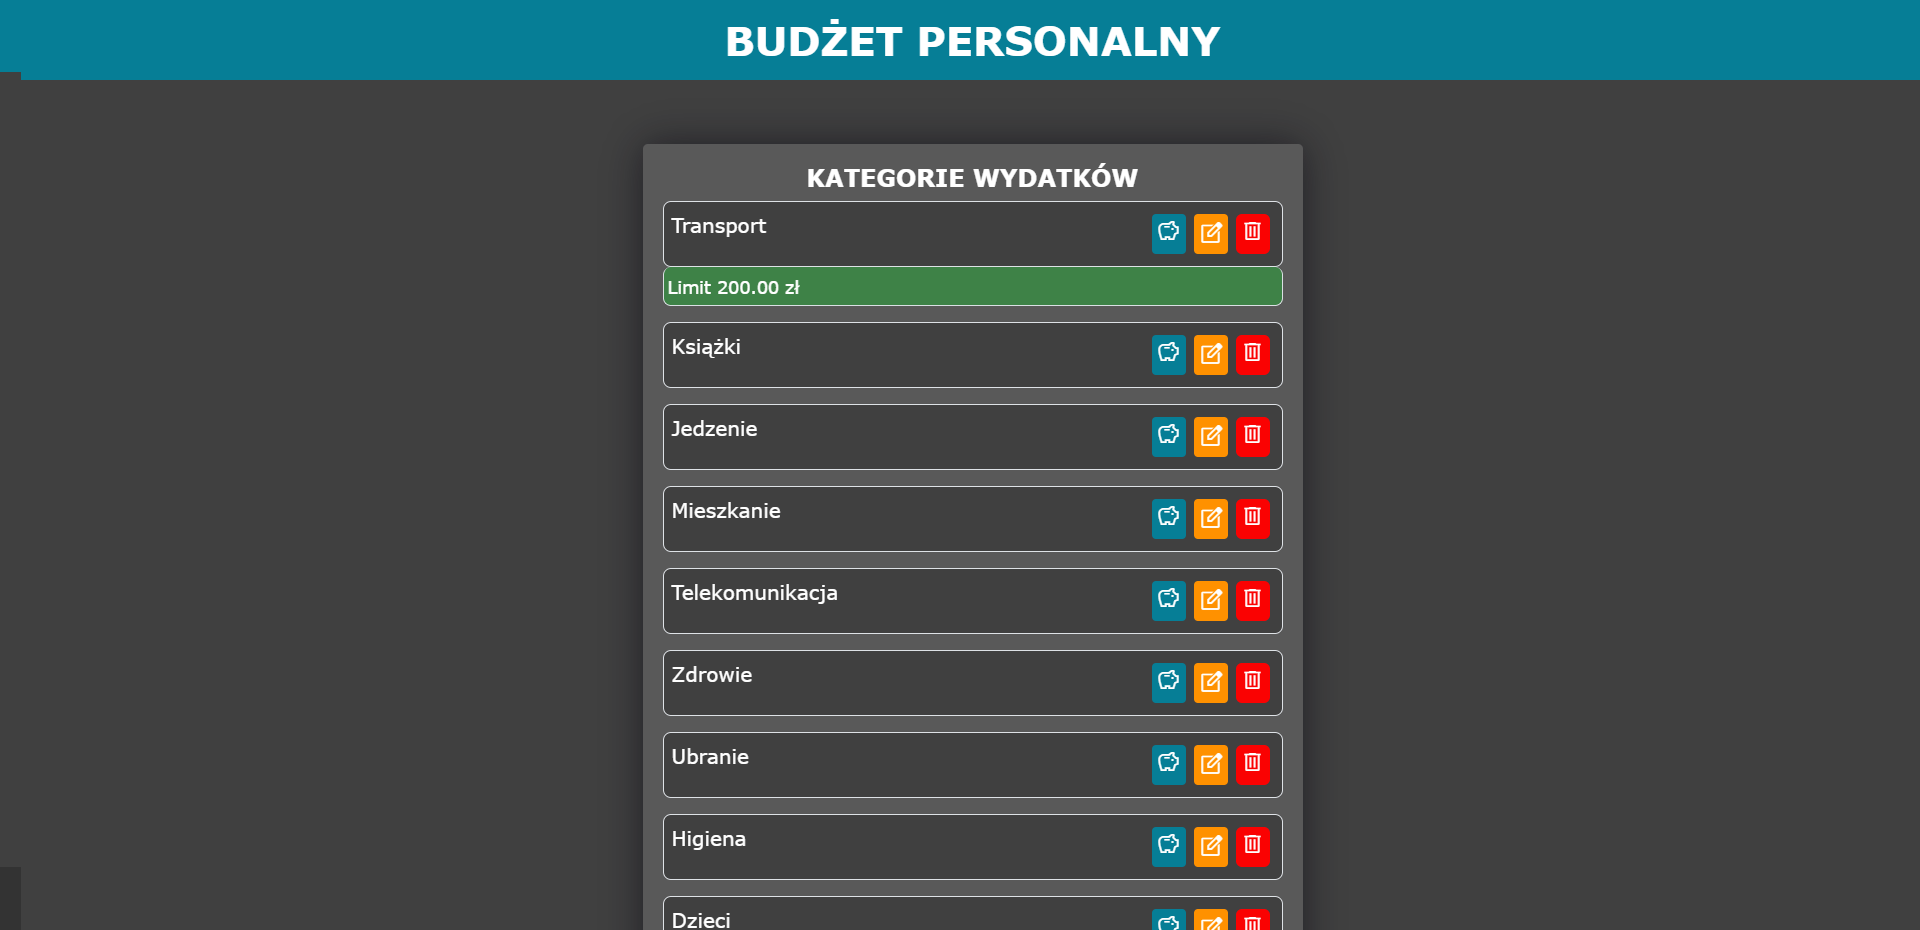 BUDŻET PERSONALNY
KATEGORIE WYDATKÓW
Transport
Limit 200.00 zł
Książki
Jedzenie
Mieszkanie
Telekomunikacja
Zdrowie
Ubranie
Higiena
Dzieci